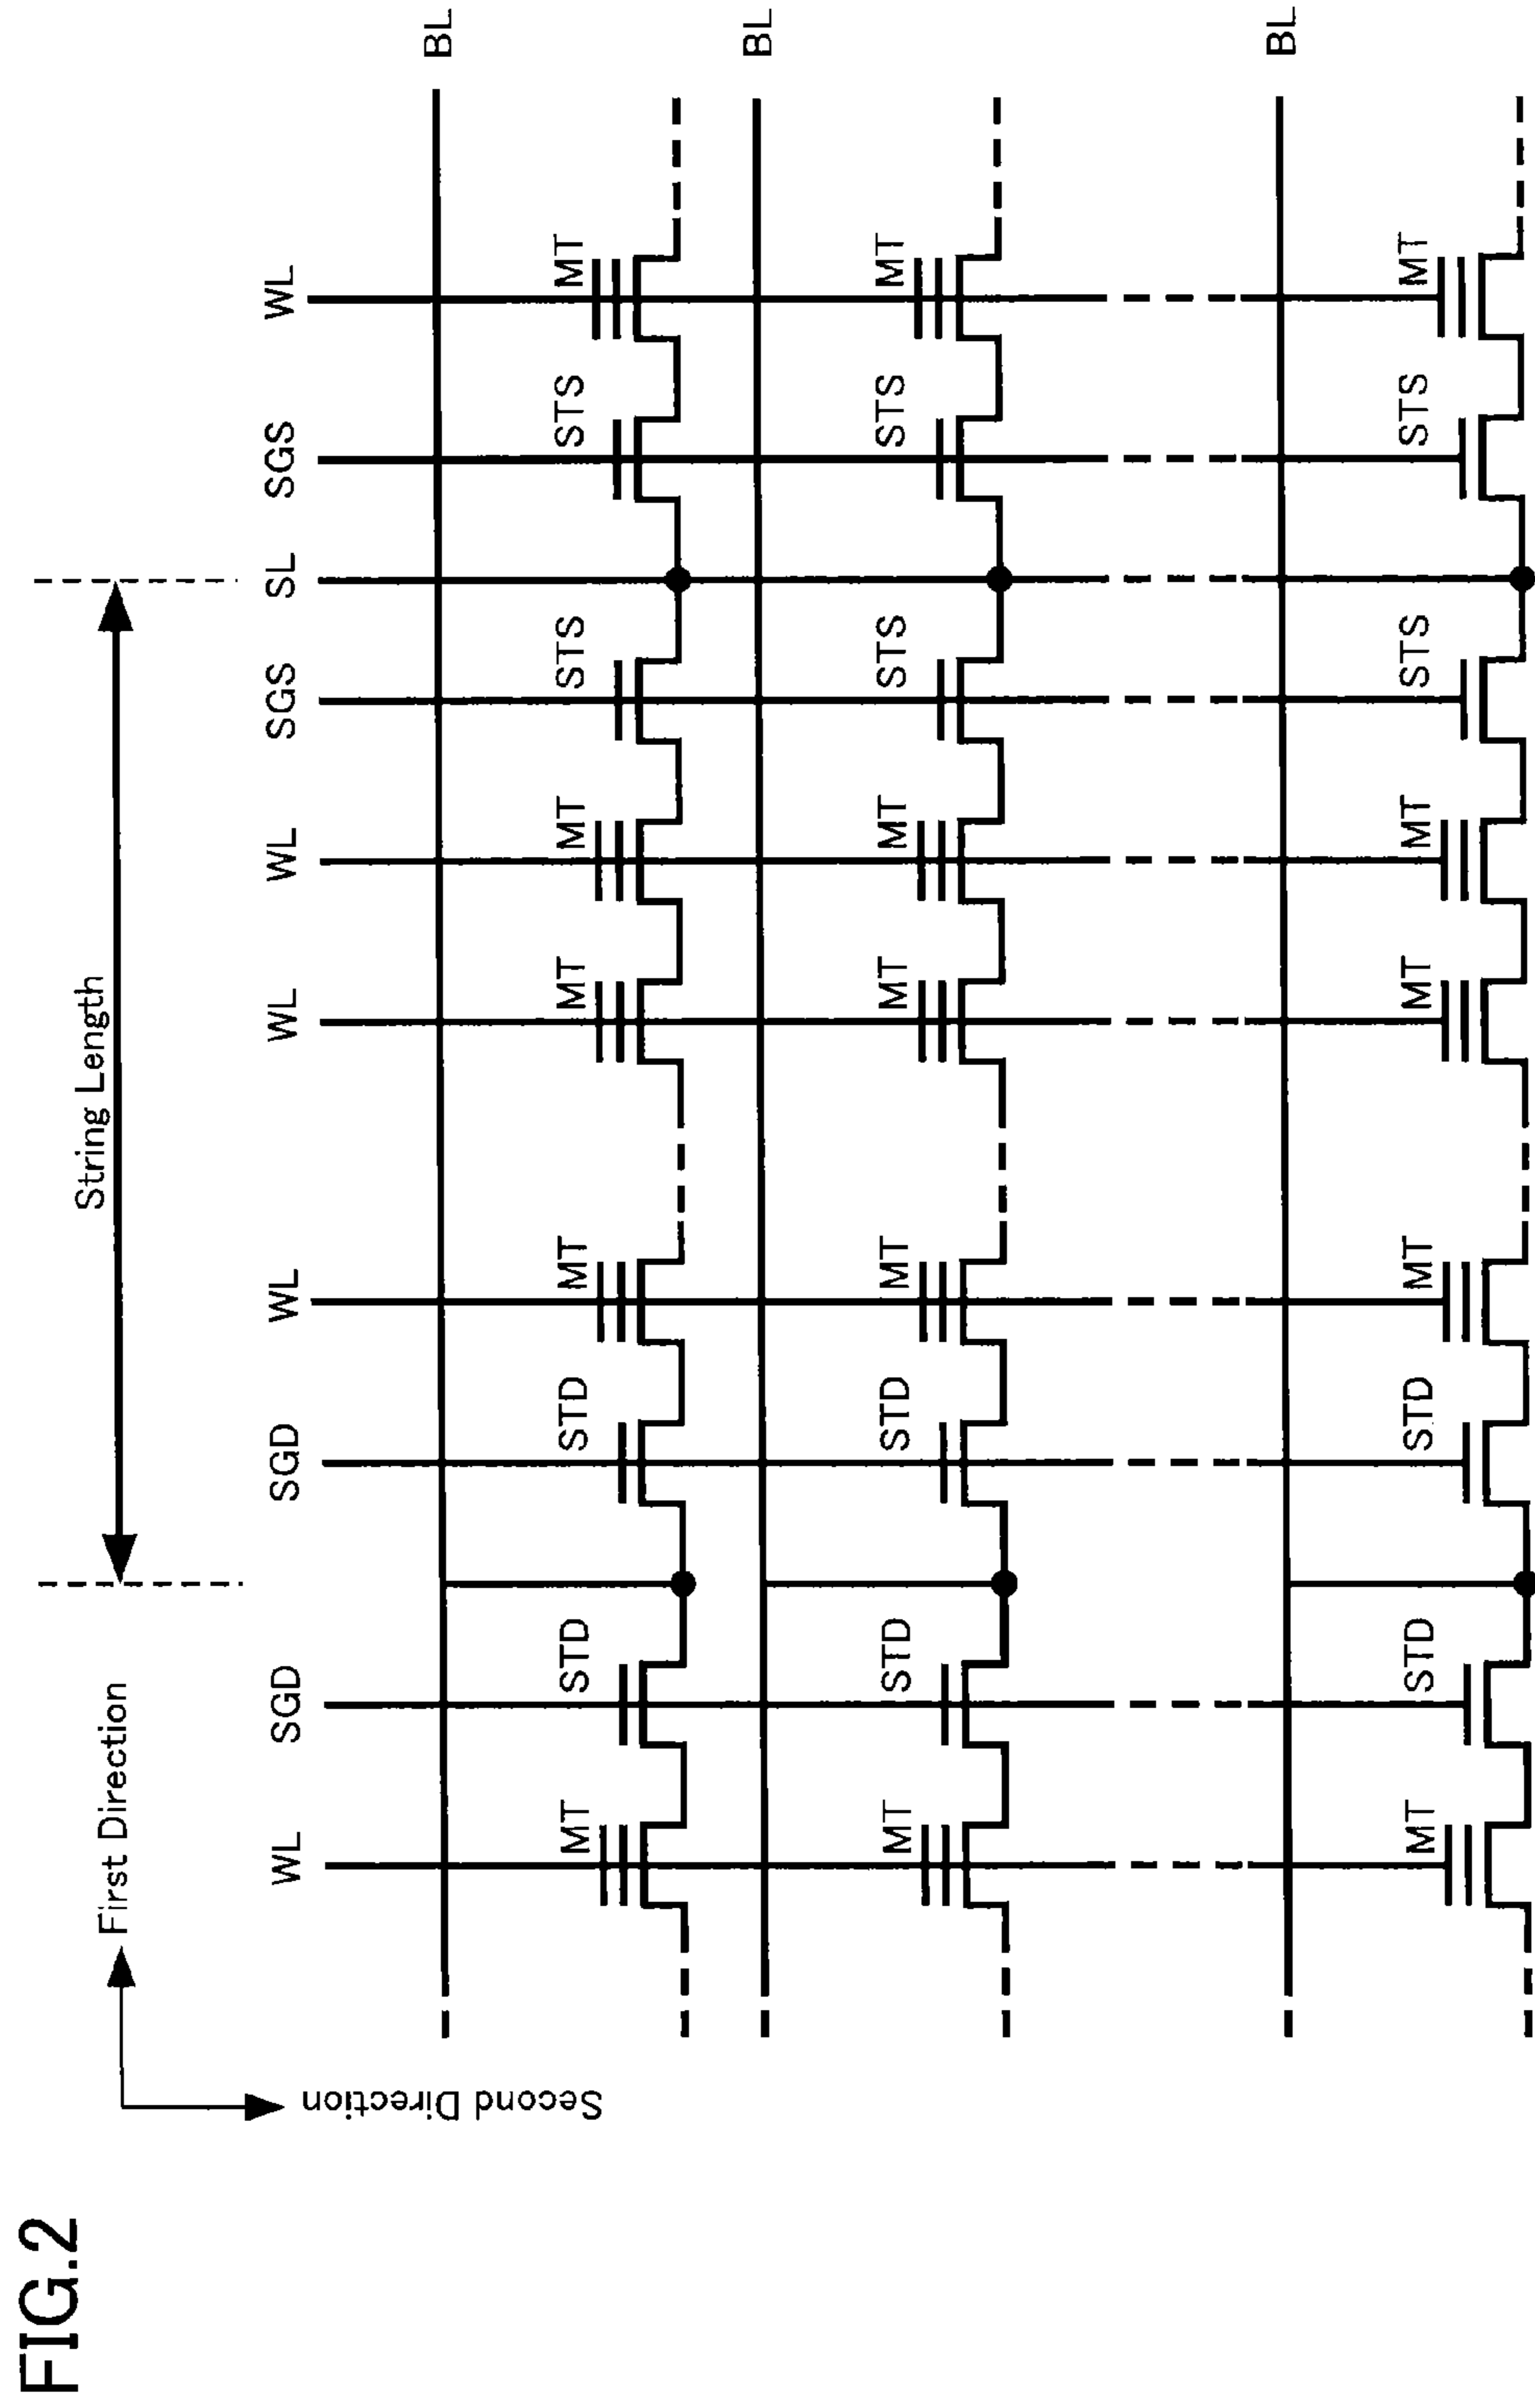 FIG.2
String Length
First Direction
Second Direction
WL SGD SGD WL WL WL SGS SL SGS WL
BL
MT STD STD MT MT MT STS STS MT
BL
MT STD STD MT MT MT STS STS MT
BL
MT STD STD MT MT MT STS STS MT